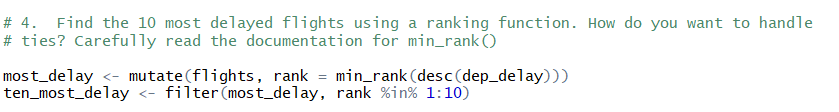 # 4.  Find the 10 most delayed flights using a ranking function. How do you want to handle
# ties? Carefully read the documentation for min_rank()
most_delay <- mutate(flights, rank = min_rank(desc(dep_delay)))
ten_most_delay <- filter(most_delay, rank %in% 1:10)